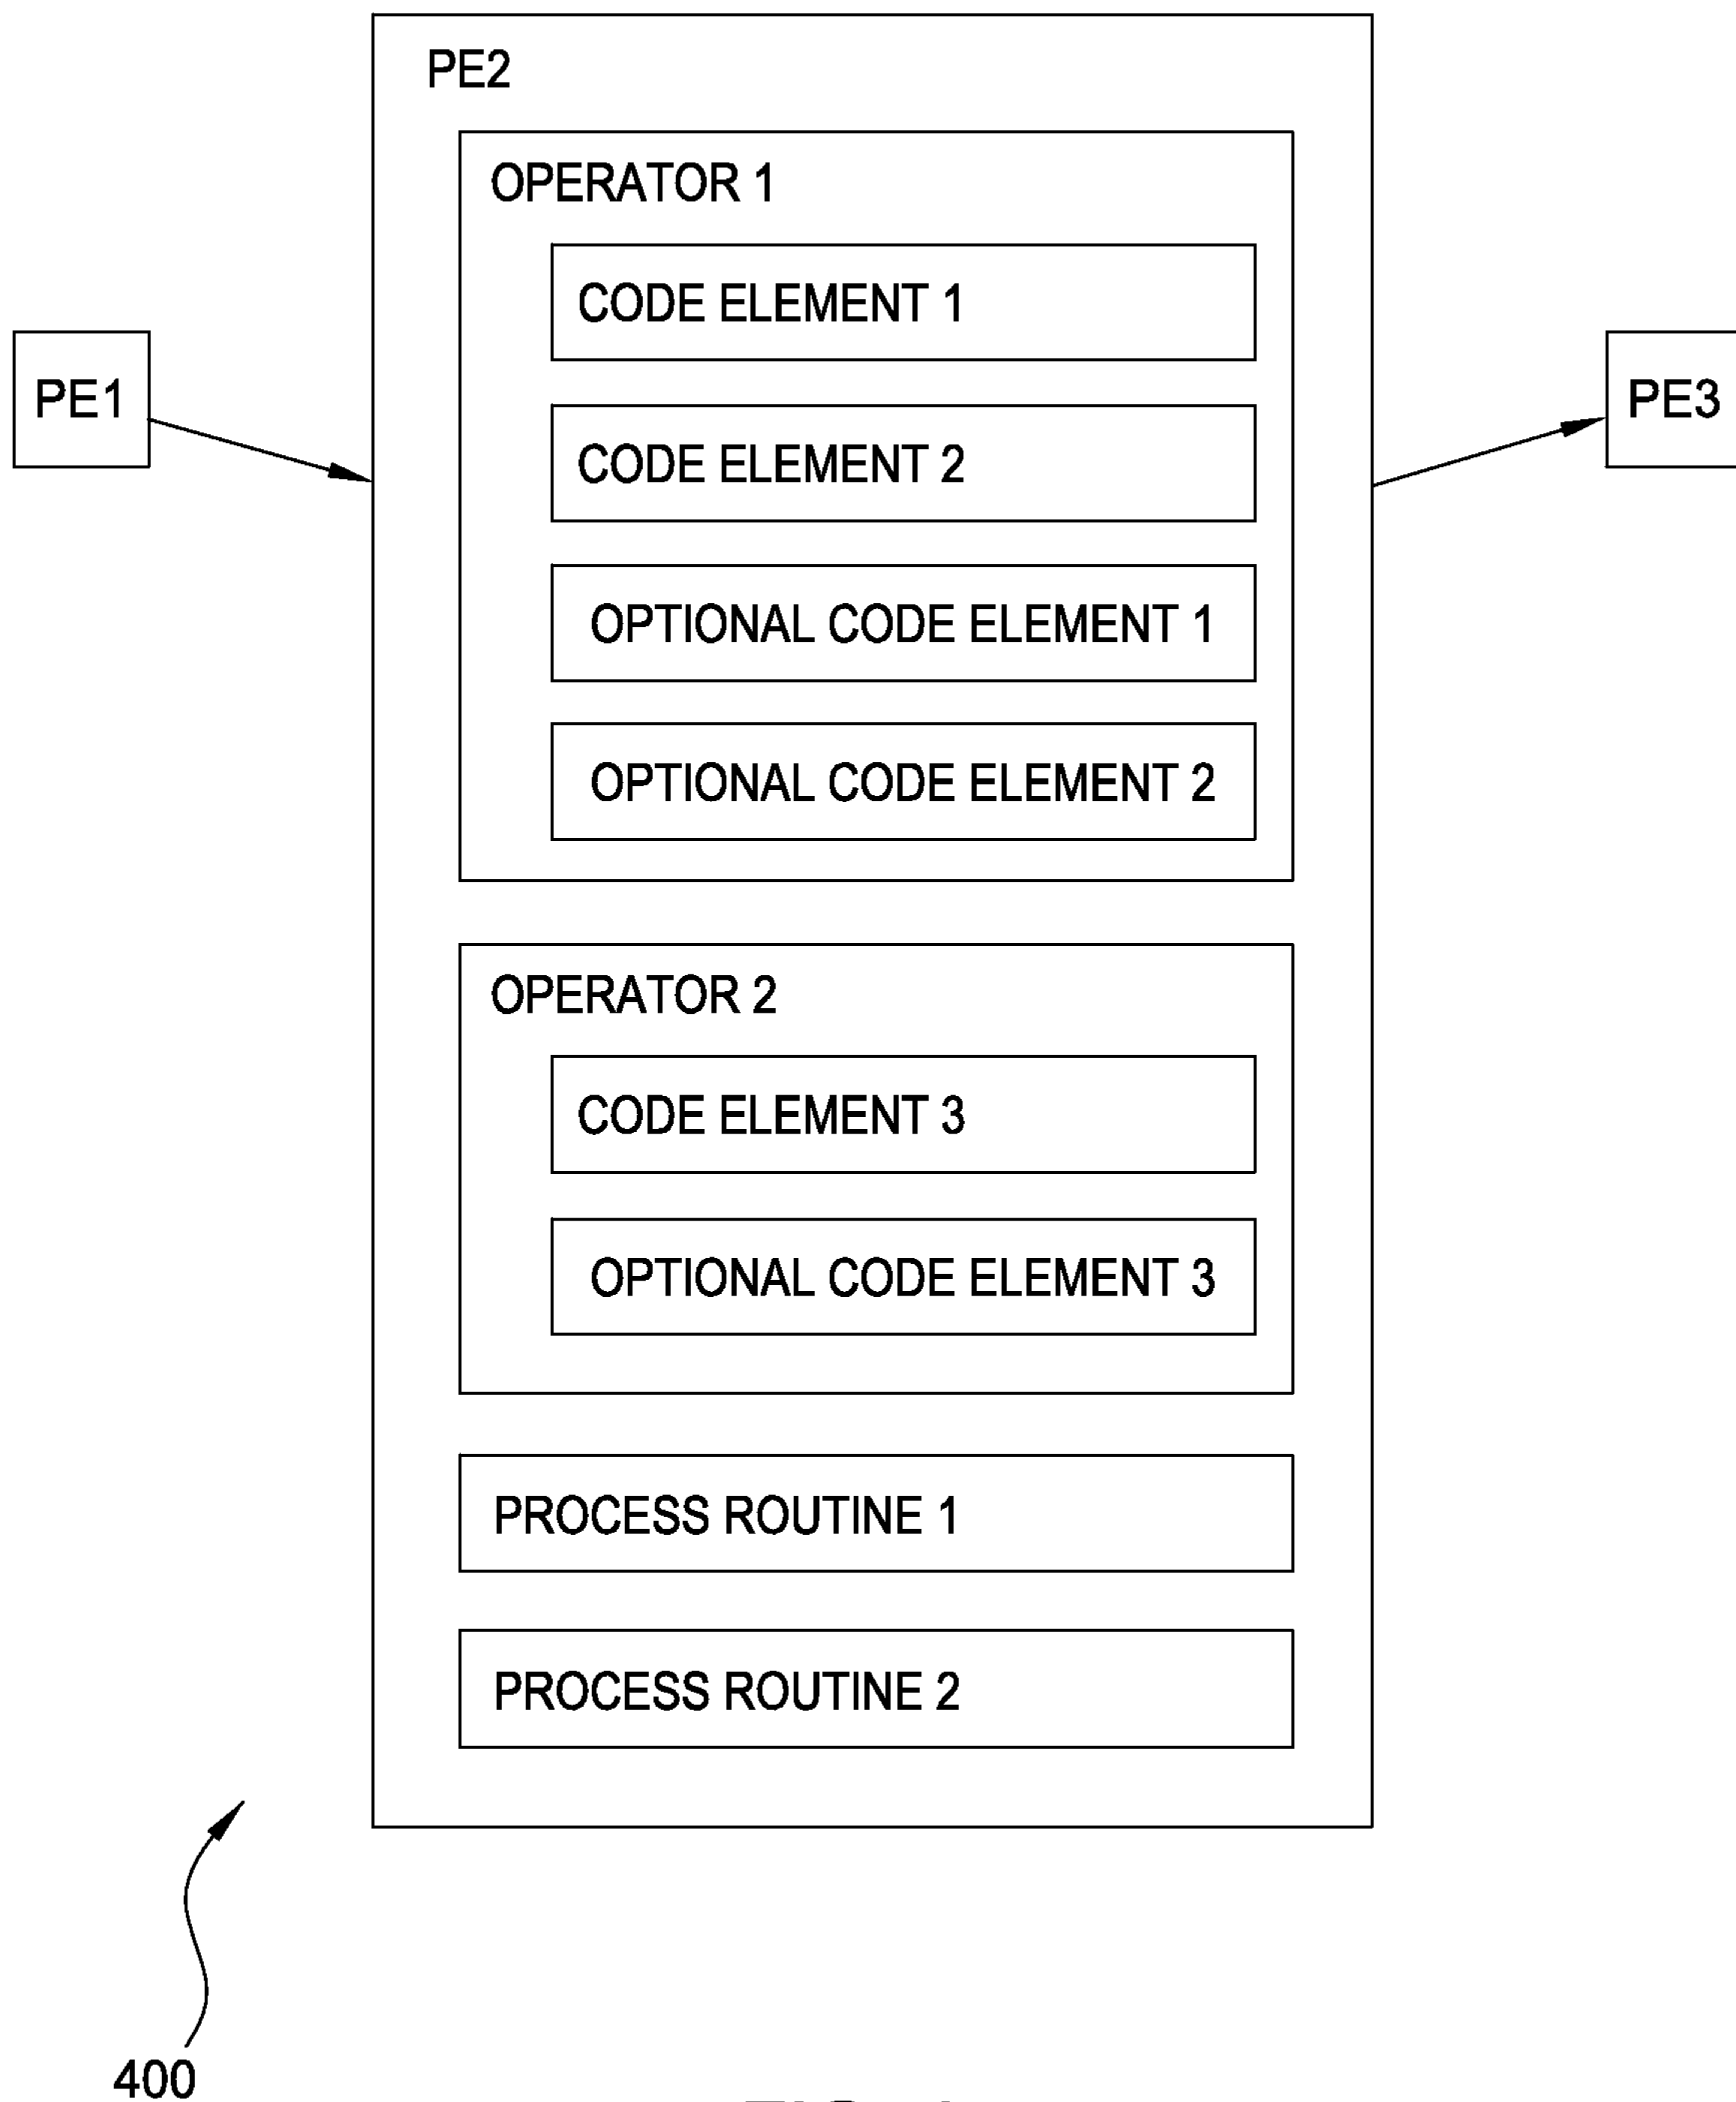 PE2
OPERATOR 1
CODE ELEMENT 1
CODE ELEMENT 2
OPTIONAL CODE ELEMENT 1
OPTIONAL CODE ELEMENT 2
PE1
PE3
OPERATOR 2
CODE ELEMENT 3
OPTIONAL CODE ELEMENT 3
PROCESS ROUTINE 1
PROCESS ROUTINE 2
400